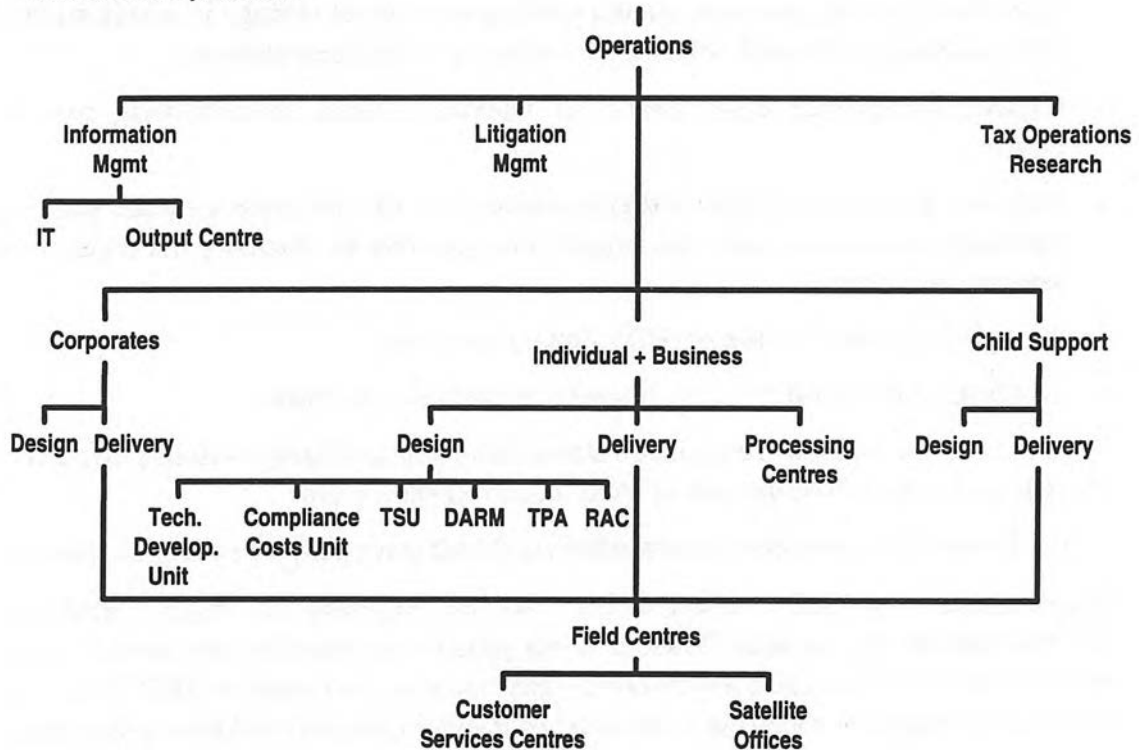 Operations
Information
Mgmt
Litigation
Mgmt
Tax Operations
Research
IT
Output Centre
Corporates
Individual + Business
Child Support
Design
Delivery
Design
Delivery
Processing
Centres
Design
Delivery
Tech.
Develop.
Unit
Compliance
Costs Unit
TSU
DARM
TPA
RAC
Field Centres
Customer
Services Centres
Satellite
Offices